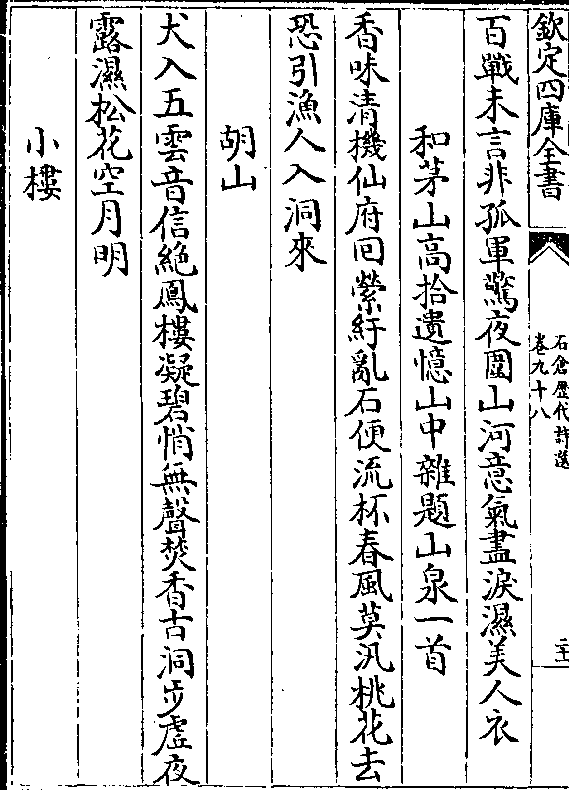 欽定四庫全書
石倉歷代詩選
卷九十八
二十
百戰未言非孤軍驚夜圍山河意氣盡淚濕美人衣
和茅山高拾遺憶山中雜題山泉一首
香味清機仙府回縈紆亂石便流杯春風莫汎桃花去
恐引漁人入洞來
胡山
犬入五雲音信絶鳳樓凝碧悄無聲焚香古洞步虛夜
露濕松花空月明
小樓